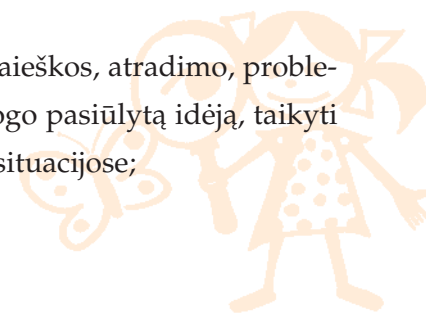 aieškos, atradimo, proble-
ogo pasiūlytą idėją, taikyti
situacijose;